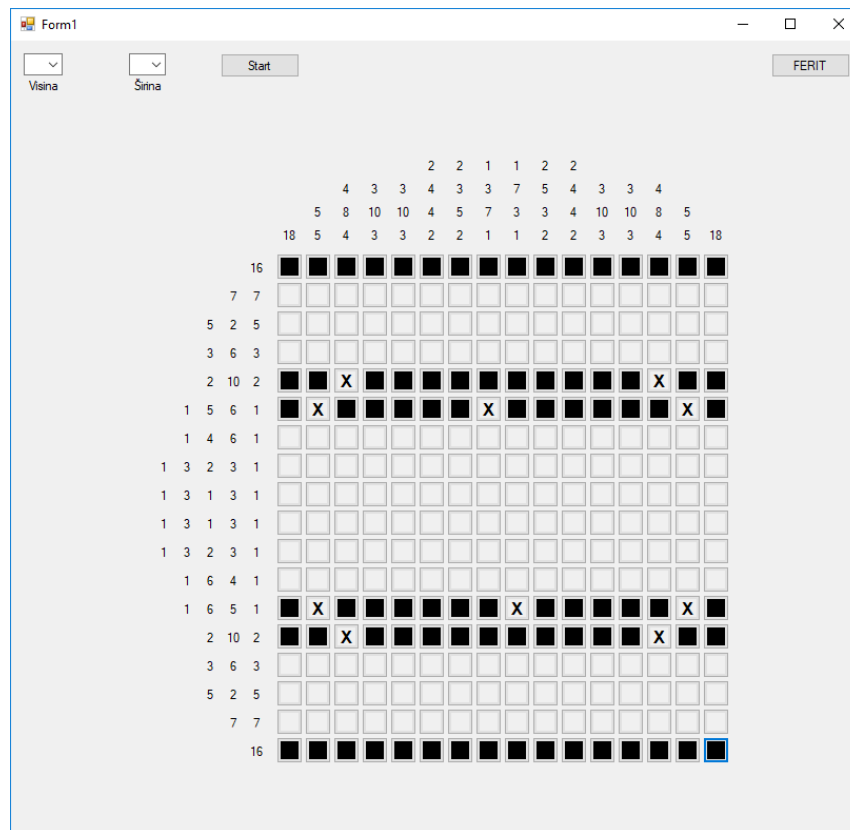 Form1
Start FERIT
Visina Širina
2 2 1 1 2 2
4 3 3 4 3 3 7 5 4 3 3 4
5 8 10 10 4 5 7 3 3 4 10 10 8 5
18 5 4 3 3 2 2 1 1 2 2 3 3 4 5 18
16
7 7
5 2 5
3 6 3
2 10 2 X X
1 5 6 1 X X X
1 4 6 1
1 3 2 3 1
1 3 1 3 1
1 3 1 3 1
1 3 2 3 1
1 6 4 1
1 6 5 1 X X X
2 10 2 X X
3 6 3
5 2 5
7 7
16